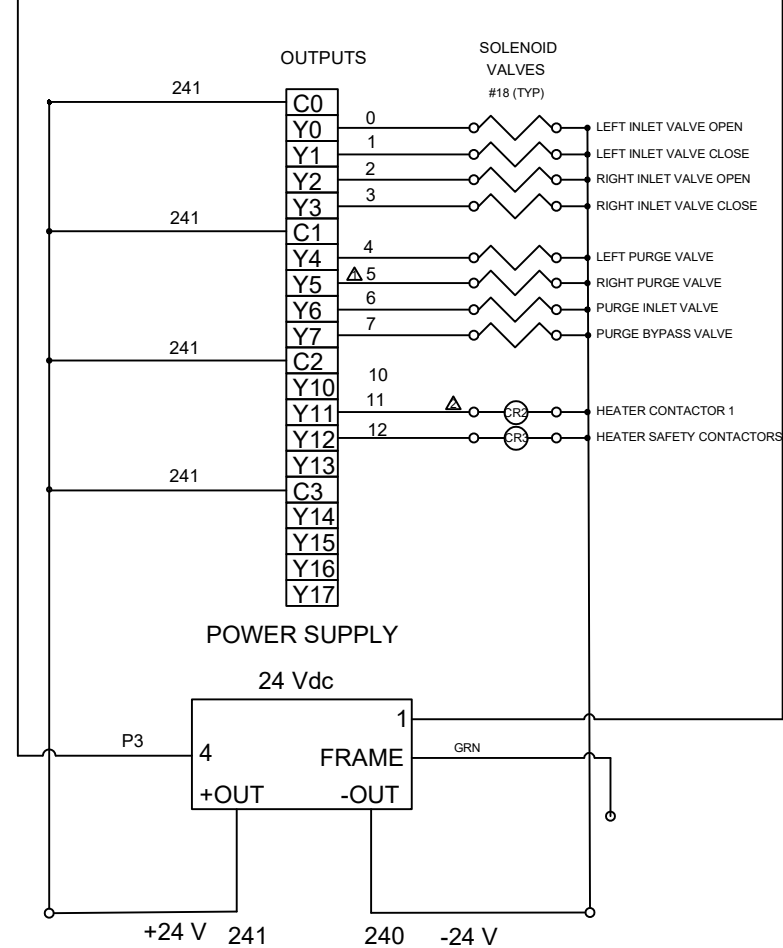 OUTPUTS
SOLENOID
VALVES
#18 (TYP)
241
C0
Y0 0 LEFT INLET VALVE OPEN
Y1 1 LEFT INLET VALVE CLOSE
Y2 2 RIGHT INLET VALVE OPEN
Y3 3 RIGHT INLET VALVE CLOSE
241 C1
Y4 4 LEFT PURGE VALVE
Y5 1 5 RIGHT PURGE VALVE
Y6 6 PURGE INLET VALVE
Y7 7 PURGE BYPASS VALVE
241 C2
Y10 10
Y11 11 2 CR2 HEATER CONTACTOR 1
Y12 12 CR3 HEATER SAFETY CONTACTORS
Y13
241 C3
Y14
Y15
Y16
Y17
POWER SUPPLY
24 Vdc
1
P3 4 FRAME GRN
+OUT -OUT
+24 V 241 240 -24 V